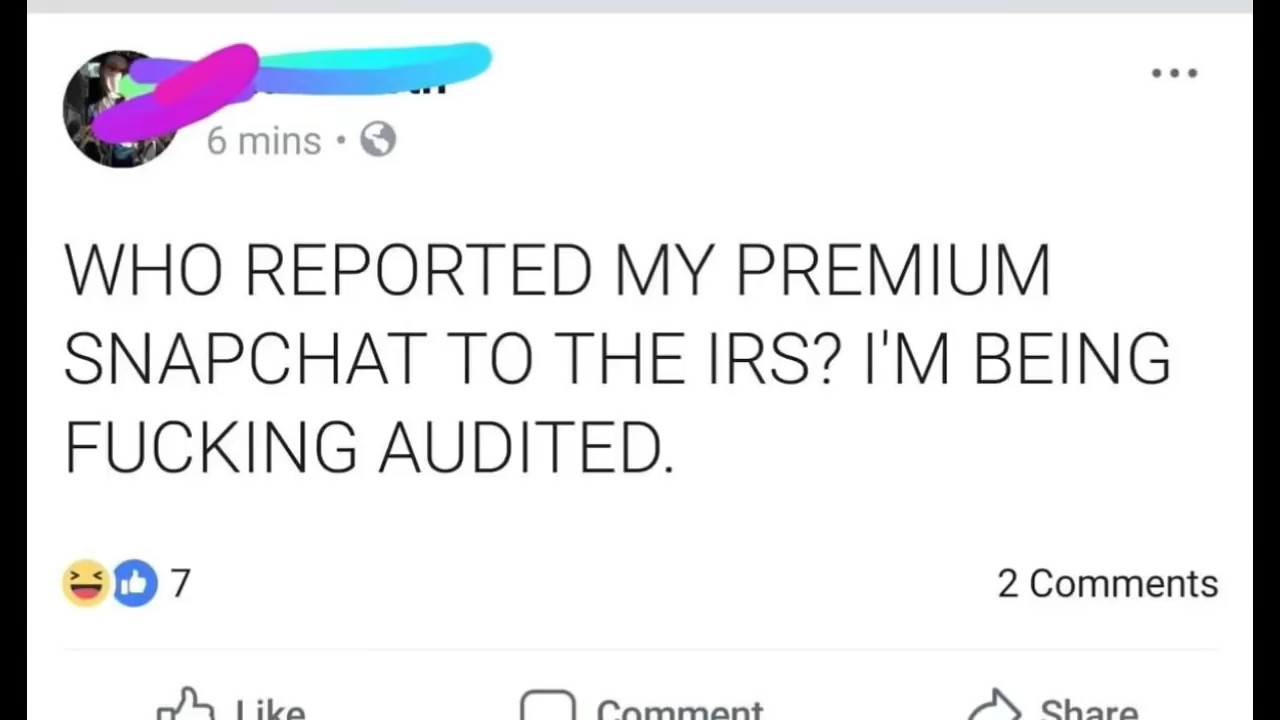 6 mins •
WHO REPORTED MY PREMIUM
SNAPCHAT TO THE IRS? I'M BEING
FUCKING AUDITED.
7 2 Comments
Like Comment Share